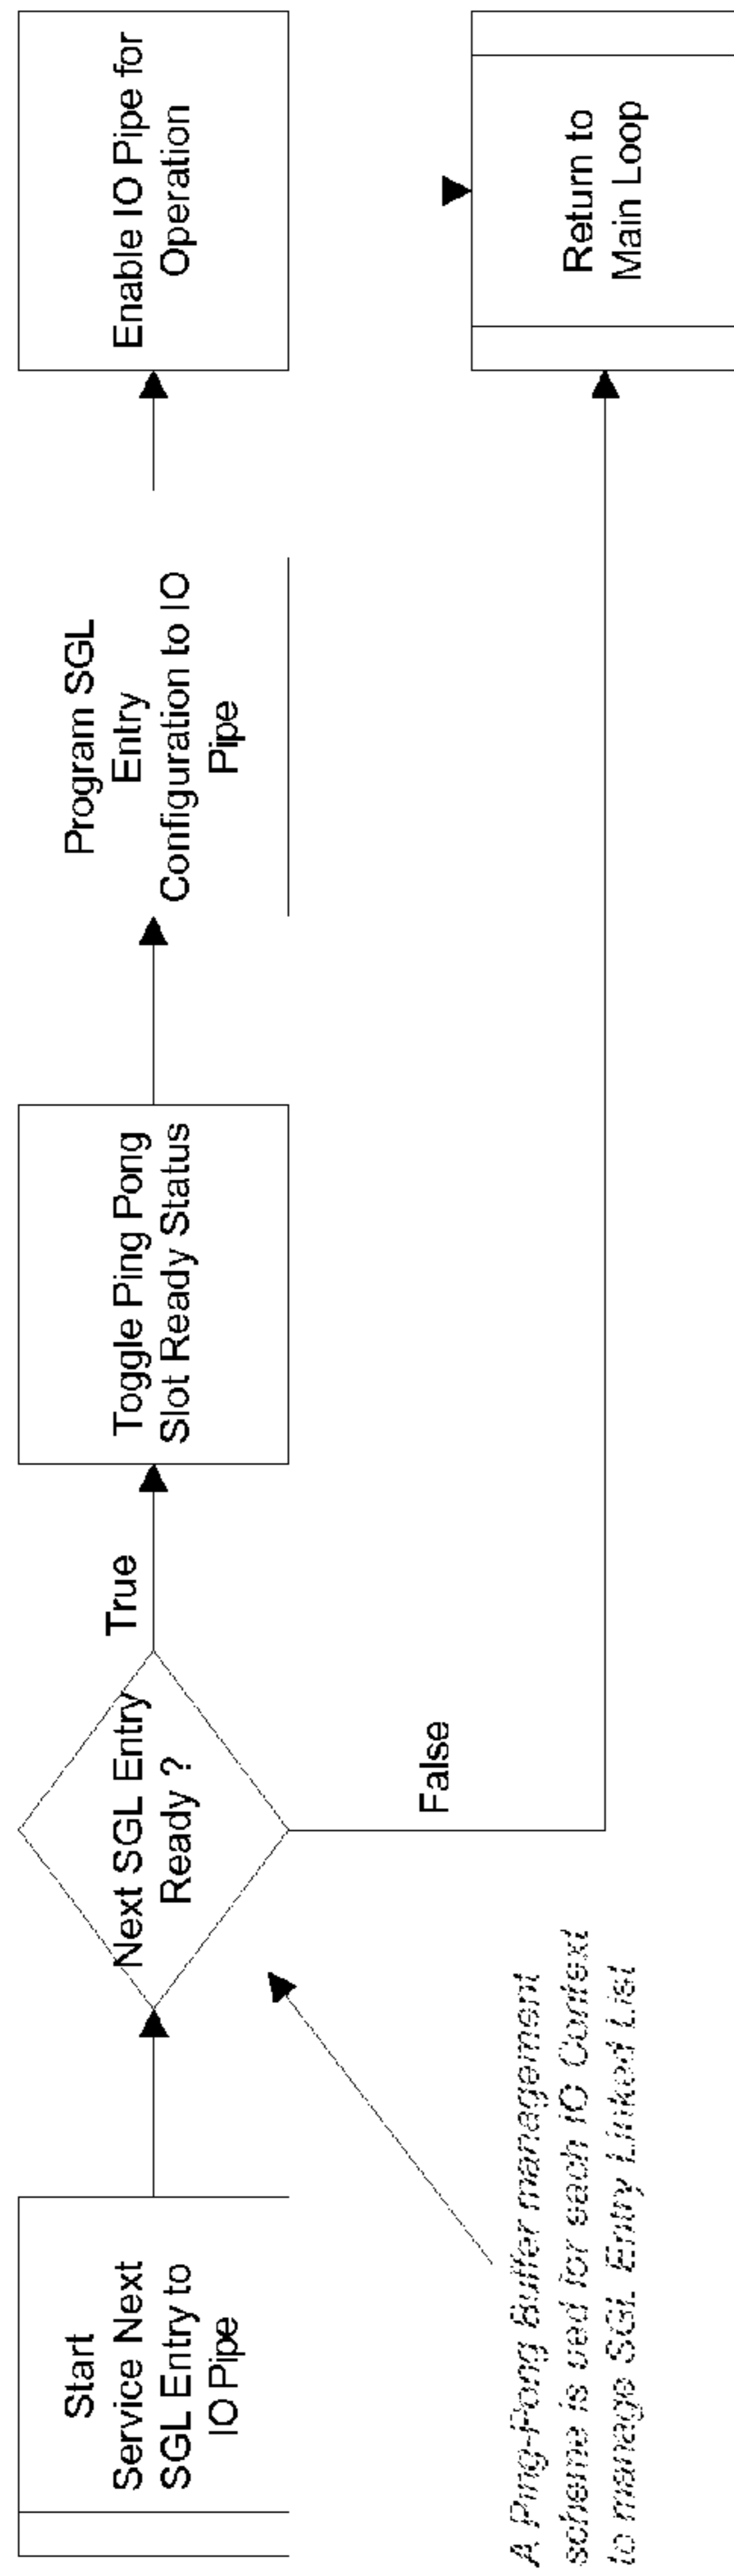 Start
Service Next
SGL Entry to
IO Pipe
Next SGL Entry
Ready ?
True
False
Toggle Ping Pong
Slot Ready Status
Program SGL
Entry
Configuration to IO
Pipe
Enable IO Pipe for
Operation
Return to
Main Loop
A Ping-Pong Buffer management
scheme is ued for each IO Context
to manage SGL Entry Linked List